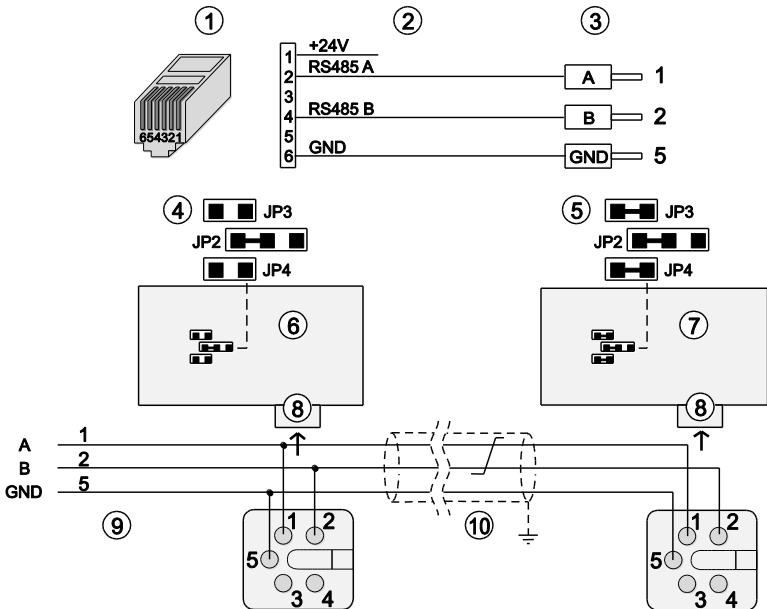 ① ② ③
654321
1 +24V
2 RS485 A A 1
3
4 RS485 B B 2
5
6 GND GND 5
④ JP3 ⑤ JP3
JP2 JP2
JP4 JP4
⑥ ⑦
⑧ ⑧
A 1
B 2
GND 5
⑨ ⑩
1 2 1 2
5 5
3 4 3 4